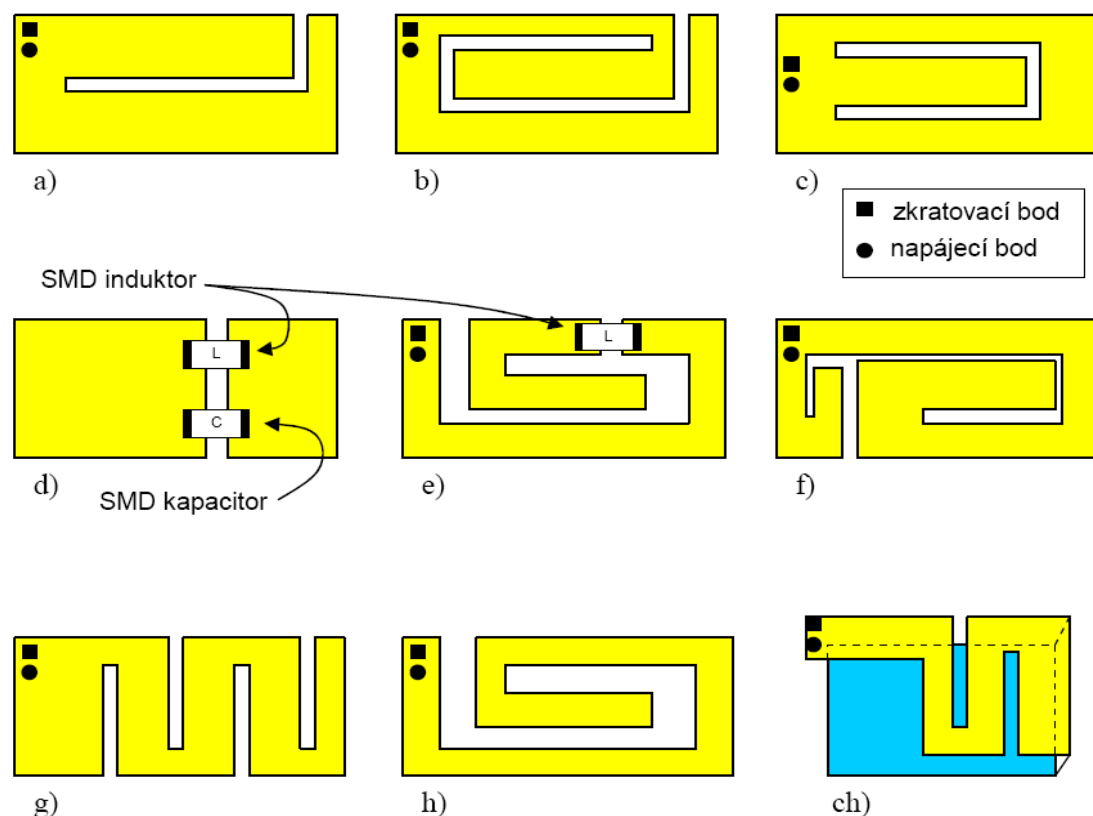 a)
b)
c)
zkratovací bod
napájecí bod
SMD induktor
L
L
C
d)
e)
f)
SMD kapacitor
g)
h)
ch)